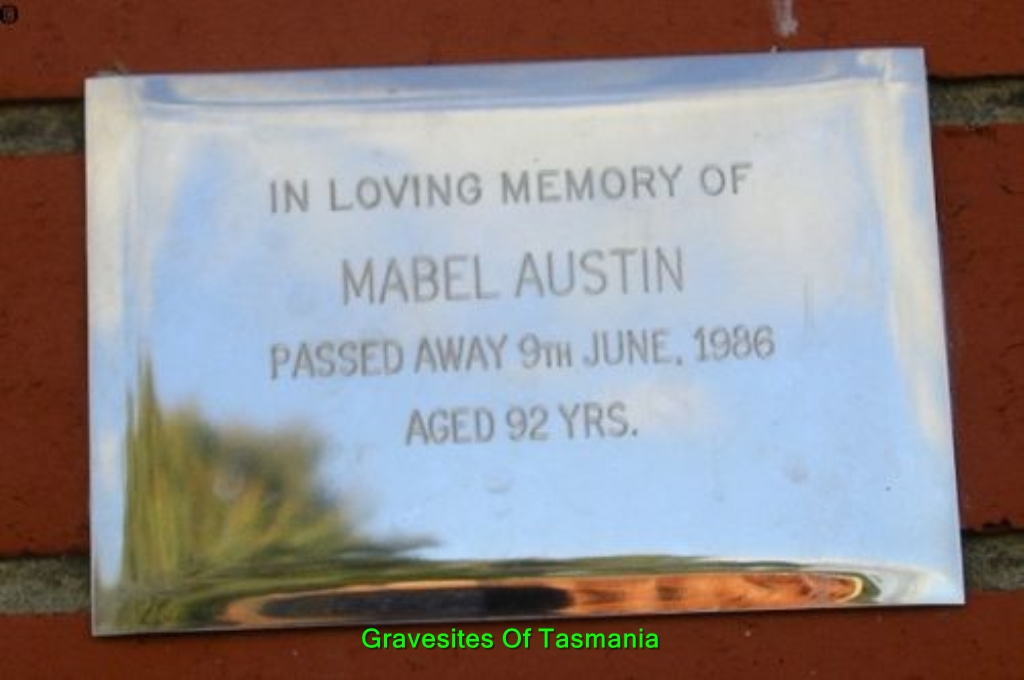 IN LOVING MEMORY OF
MABEL AUSTIN
PASSED AWAY 9TH JUNE, 1986
AGED 92 YRS.
Gravesites Of Tasmania